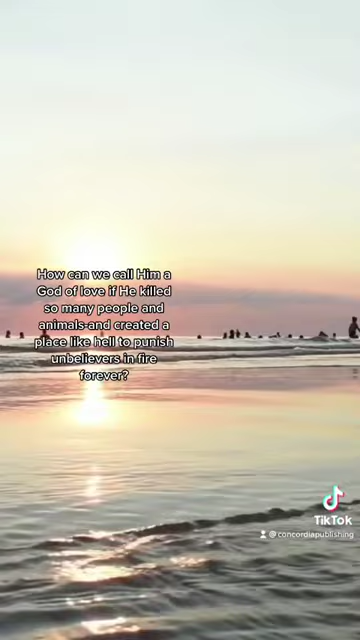 How can we call Him a
God of love if He killed
so many people and
animals-and created a
place like hell to punish
unbelievers in fire
forever?
TikTok
@concordiapublishing